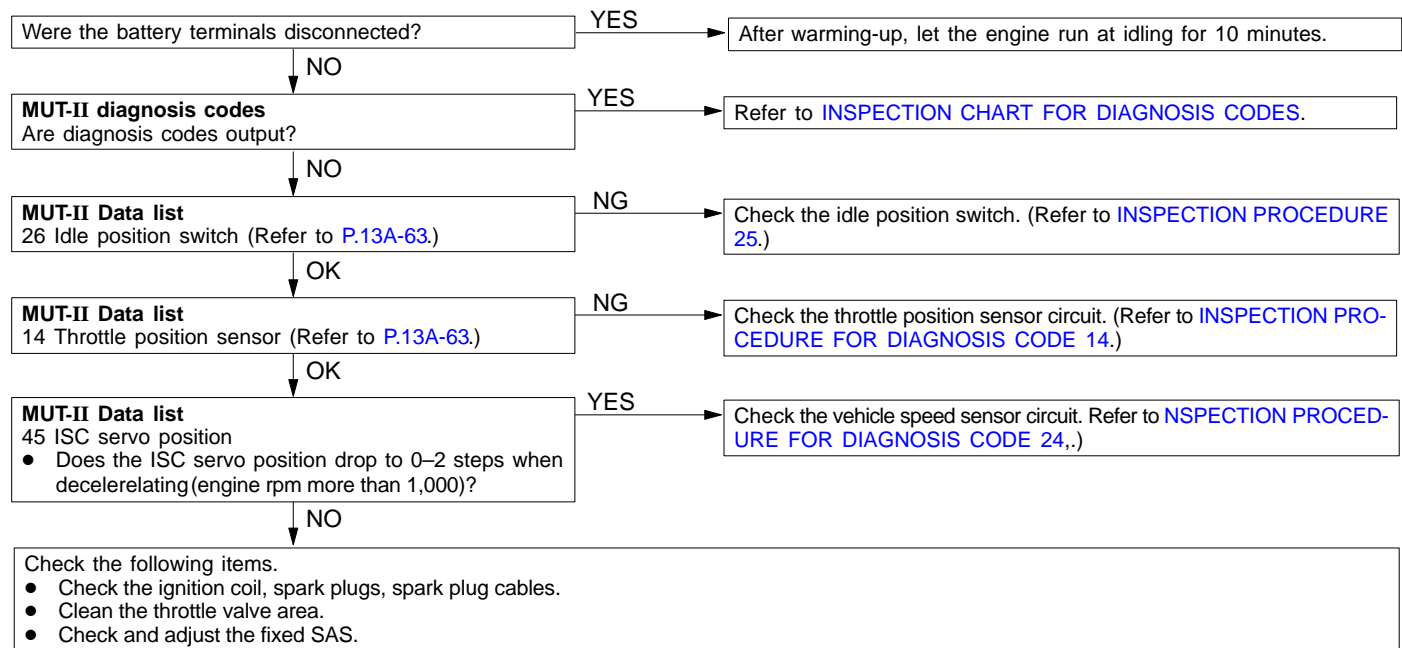 Were the battery terminals disconnected?
YES
After warming-up, let the engine run at idling for 10 minutes.
NO
MUT-II diagnosis codes
Are diagnosis codes output?
YES
Refer to INSPECTION CHART FOR DIAGNOSIS CODES.
NO
MUT-II Data list
26 Idle position switch (Refer to P.13A-63.)
NG
Check the idle position switch. (Refer to INSPECTION PROCEDURE
25.)
OK
MUT-II Data list
14 Throttle position sensor (Refer to P.13A-63.)
NG
Check the throttle position sensor circuit. (Refer to INSPECTION PRO-
CEDURE FOR DIAGNOSIS CODE 14.)
OK
MUT-II Data list
45 ISC servo position
● Does the ISC servo position drop to 0–2 steps when
decelerelating (engine rpm more than 1,000)?
YES
Check the vehicle speed sensor circuit. Refer to NSPECTION PROCED-
URE FOR DIAGNOSIS CODE 24,.)
NO
Check the following items.
● Check the ignition coil, spark plugs, spark plug cables.
● Clean the throttle valve area.
● Check and adjust the fixed SAS.